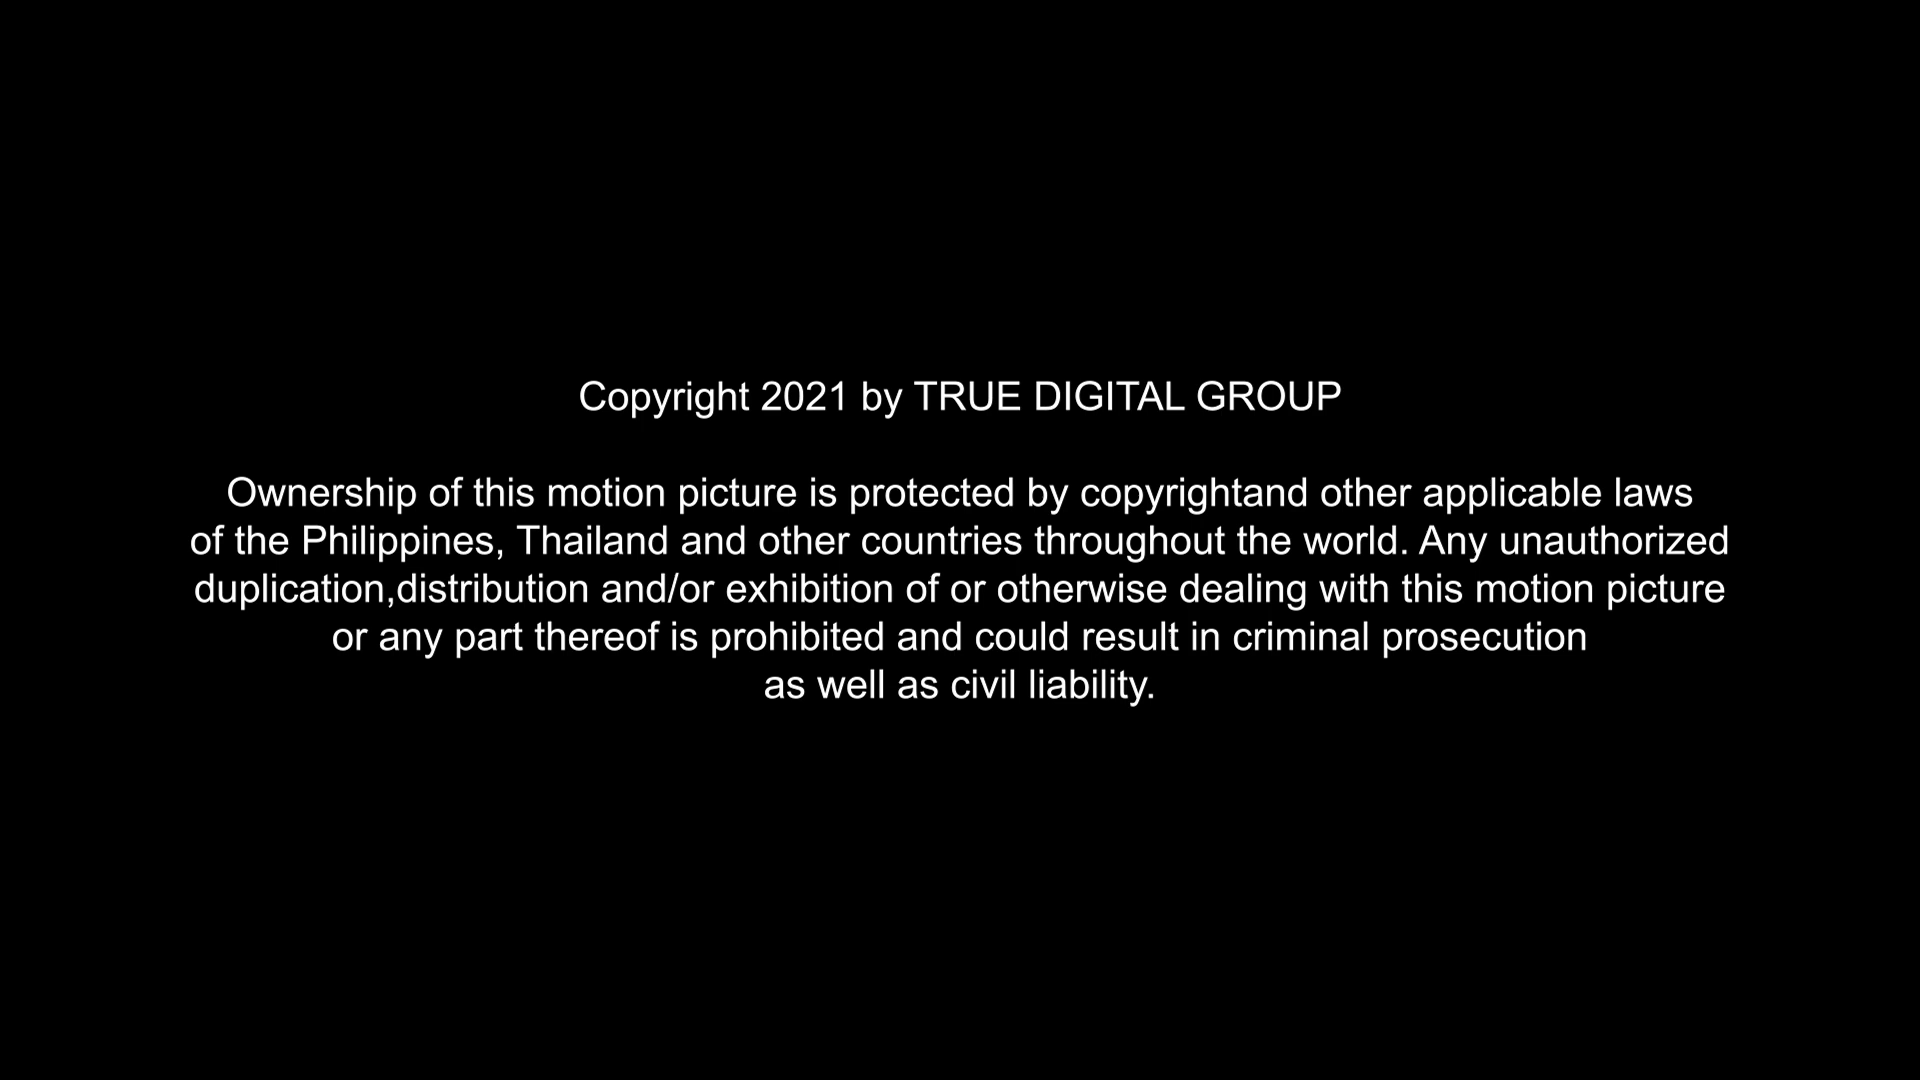 Copyright 2021 by TRUE DIGITAL GROUP
Ownership of this motion picture is protected by copyrightand other applicable laws
of the Philippines, Thailand and other countries throughout the world. Any unauthorized
duplication,distribution and/or exhibition of or otherwise dealing with this motion picture
or any part thereof is prohibited and could result in criminal prosecution
as well as civil liability.